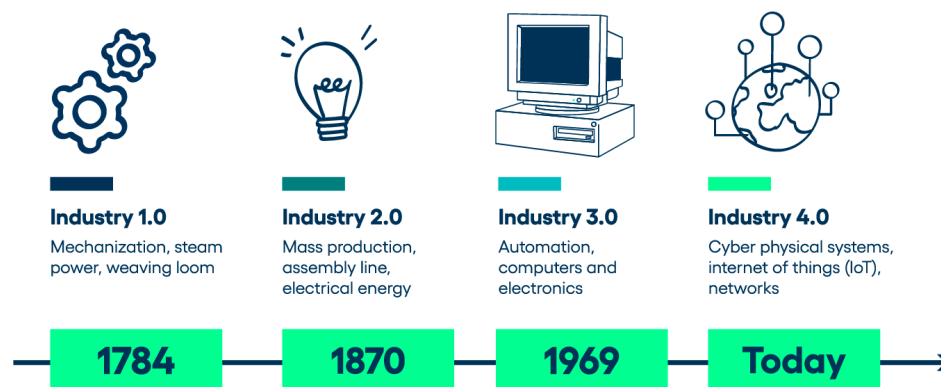 Industry 1.0
Mechanization, steam
power, weaving loom
1784
Industry 2.0
Mass production,
assembly line,
electrical energy
1870
Industry 3.0
Automation,
computers and
electronics
1969
Industry 4.0
Cyber physical systems,
internet of things (IoT),
networks
Today